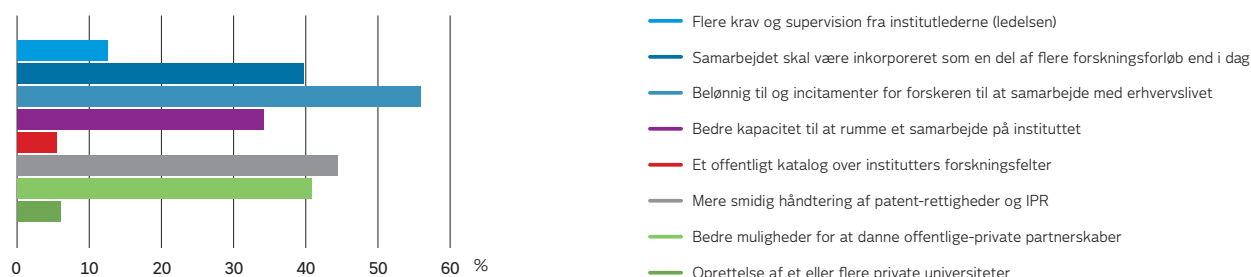 0 10 20 30 40 50 60 %
Flere krav og supervision fra institutlederne (ledelsen)
Samarbejdet skal være inkorporeret som en del af flere forskningsforløb end i dag
Belønnig til og incitamenter for forskeren til at samarbejde med erhvervslivet
Bedre kapacitet til at rumme et samarbejde på instituttet
Et offentligt katalog over institutters forskningsfelter
Mere smidig håndtering af patent-rettigheder og IPR
Bedre muligheder for at danne offentlige-private partnerskaber
Oprettelse af et eller flere private universiteter